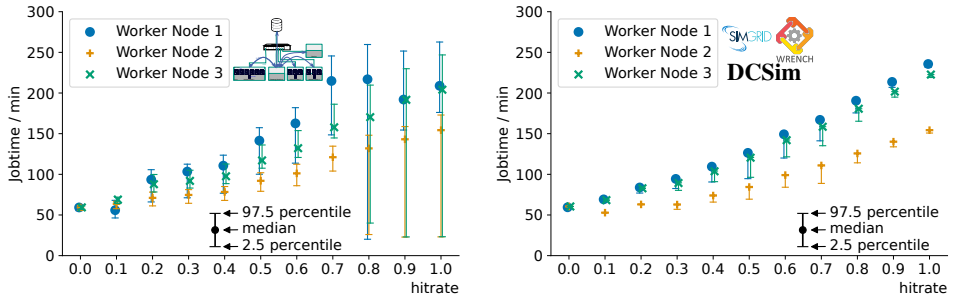 300
250
200
150
100
50
0
Jobtime / min
Worker Node 1
Worker Node 2
Worker Node 3
97.5 percentile
median
2.5 percentile
0.0 0.1 0.2 0.3 0.4 0.5 0.6 0.7 0.8 0.9 1.0
hitrate
300
250
200
150
100
50
0
Jobtime / min
Worker Node 1
Worker Node 2
Worker Node 3
SIMGRID
WRENCH
DCSim
97.5 percentile
median
2.5 percentile
0.0 0.1 0.2 0.3 0.4 0.5 0.6 0.7 0.8 0.9 1.0
hitrate